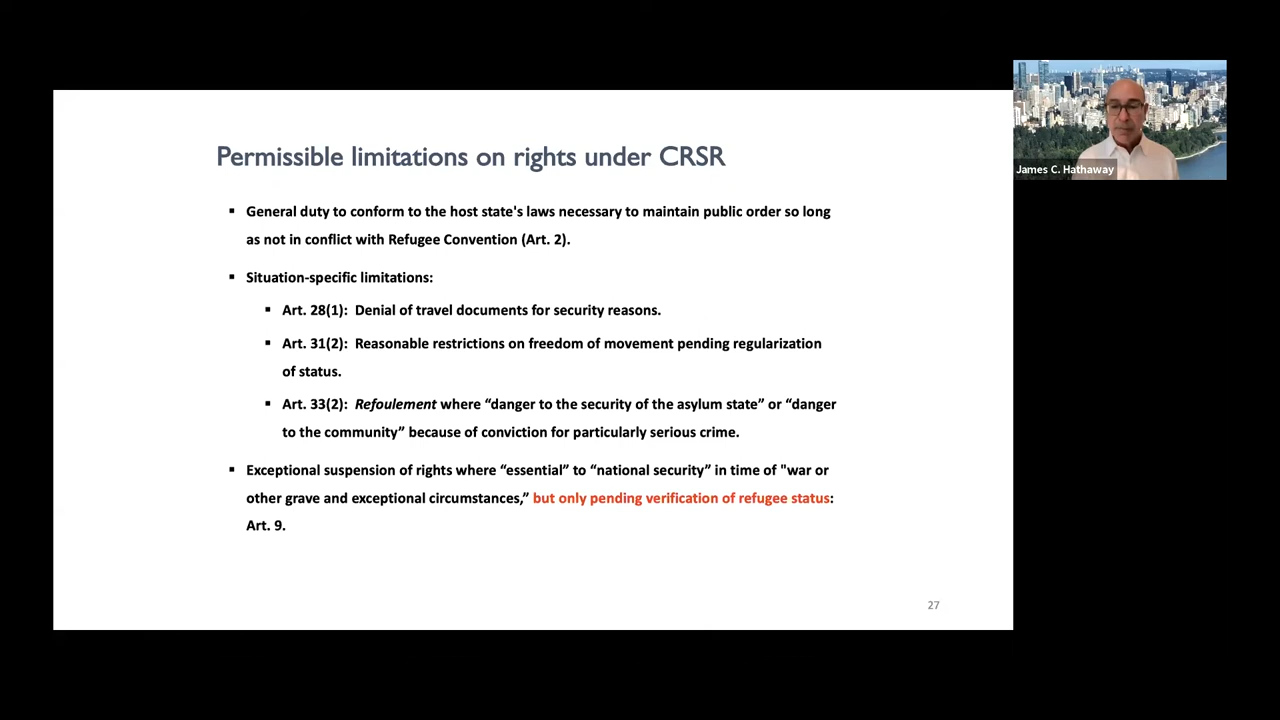 Permissible limitations on rights under CRSR
James C. Hathaway
▪ General duty to conform to the host state's laws necessary to maintain public order so long
as not in conflict with Refugee Convention (Art. 2).
▪ Situation-specific limitations:
▪ Art. 28(1): Denial of travel documents for security reasons.
▪ Art. 31(2): Reasonable restrictions on freedom of movement pending regularization
of status.
▪ Art. 33(2): Refoulement where “danger to the security of the asylum state” or “danger
to the community” because of conviction for particularly serious crime.
▪ Exceptional suspension of rights where “essential” to “national security” in time of "war or
other grave and exceptional circumstances,” but only pending verification of refugee status:
Art. 9.
27